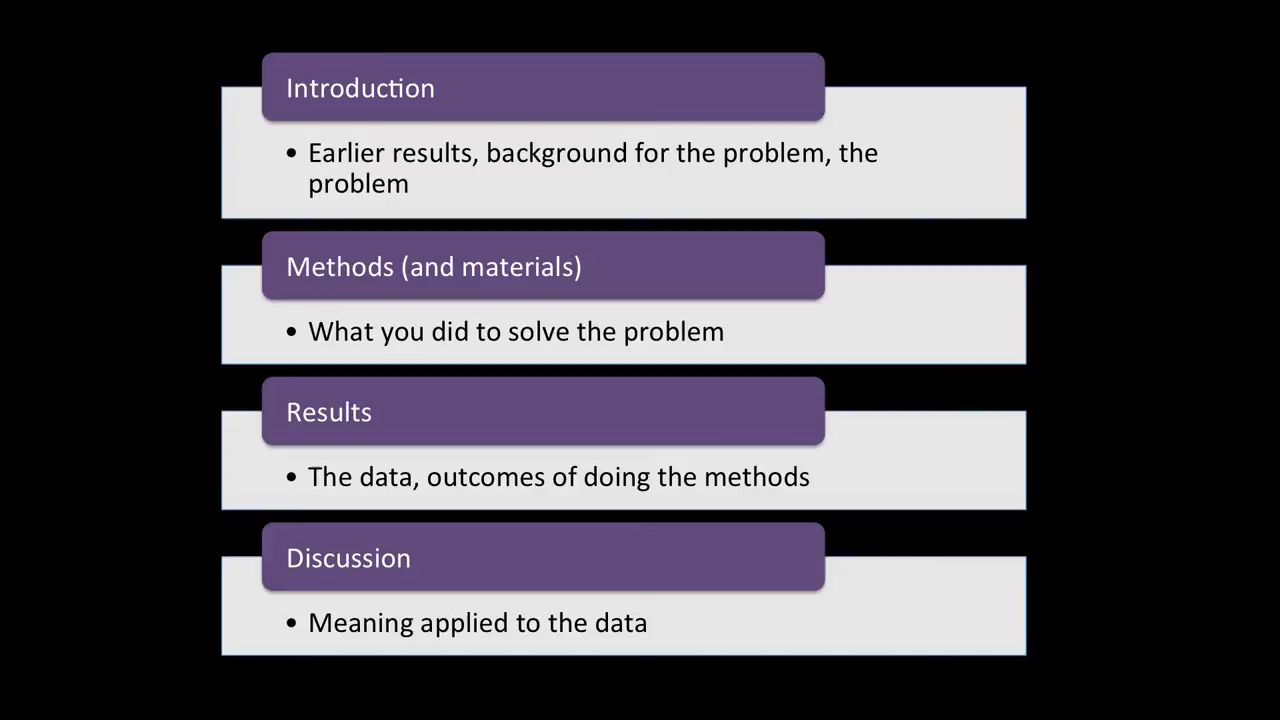 Introduction
• Earlier results, background for the problem, the
problem
Methods (and materials)
• What you did to solve the problem
Results
• The data, outcomes of doing the methods
Discussion
• Meaning applied to the data